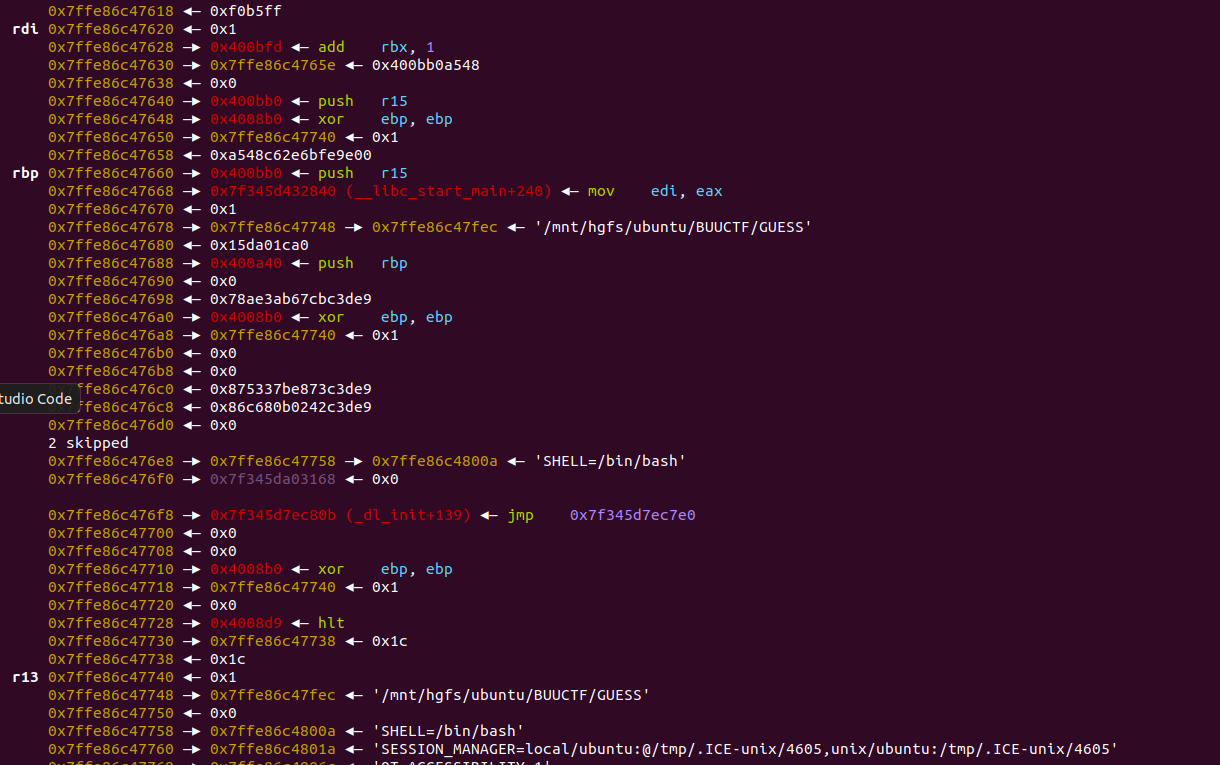 0x7ffe86c47618 ◂— 0xf0b5ff
rdi 0x7ffe86c47620 ◂— 0x1
0x7ffe86c47628 —▸ 0x400bfd ◂— add    rbx, 1
0x7ffe86c47630 —▸ 0x7ffe86c4765e ◂— 0x400bb0a548
0x7ffe86c47638 ◂— 0x0
0x7ffe86c47640 —▸ 0x400bb0 ◂— push   r15
0x7ffe86c47648 —▸ 0x4008b0 ◂— xor    ebp, ebp
0x7ffe86c47650 —▸ 0x7ffe86c47740 ◂— 0x1
0x7ffe86c47658 ◂— 0xa548c62e6bfe9e00
rbp 0x7ffe86c47660 —▸ 0x400bb0 ◂— push   r15
0x7ffe86c47668 —▸ 0x7f345d432840 (__libc_start_main+240) ◂— mov    edi, eax
0x7ffe86c47670 ◂— 0x1
0x7ffe86c47678 —▸ 0x7ffe86c47748 —▸ 0x7ffe86c47fec ◂— '/mnt/hgfs/ubuntu/BUUCTF/GUESS'
0x7ffe86c47680 ◂— 0x15da01ca0
0x7ffe86c47688 —▸ 0x400a40 ◂— push   rbp
0x7ffe86c47690 ◂— 0x0
0x7ffe86c47698 ◂— 0x78ae3ab67cbc3de9
0x7ffe86c476a0 —▸ 0x4008b0 ◂— xor    ebp, ebp
0x7ffe86c476a8 —▸ 0x7ffe86c47740 ◂— 0x1
0x7ffe86c476b0 ◂— 0x0
0x7ffe86c476b8 ◂— 0x0
ffe86c476c0 ◂— 0x875337be873c3de9
tudio Code
ffe86c476c8 ◂— 0x86c680b0242c3de9
0x7ffe86c476d0 ◂— 0x0
2 skipped
0x7ffe86c476e8 —▸ 0x7ffe86c47758 —▸ 0x7ffe86c4800a ◂— 'SHELL=/bin/bash'
0x7ffe86c476f0 —▸ 0x7f345da03168 ◂— 0x0
0x7ffe86c476f8 —▸ 0x7f345d7ec80b (_dl_init+139) ◂— jmp    0x7f345d7ec7e0
0x7ffe86c47700 ◂— 0x0
0x7ffe86c47708 ◂— 0x0
0x7ffe86c47710 —▸ 0x4008b0 ◂— xor    ebp, ebp
0x7ffe86c47718 —▸ 0x7ffe86c47740 ◂— 0x1
0x7ffe86c47720 ◂— 0x0
0x7ffe86c47728 —▸ 0x4008d9 ◂— hlt
0x7ffe86c47730 —▸ 0x7ffe86c47738 ◂— 0x1c
0x7ffe86c47738 ◂— 0x1c
r13 0x7ffe86c47740 ◂— 0x1
0x7ffe86c47748 —▸ 0x7ffe86c47fec ◂— '/mnt/hgfs/ubuntu/BUUCTF/GUESS'
0x7ffe86c47750 ◂— 0x0
0x7ffe86c47758 —▸ 0x7ffe86c4800a ◂— 'SHELL=/bin/bash'
0x7ffe86c47760 —▸ 0x7ffe86c4801a ◂— 'SESSION_MANAGER=local/ubuntu:@/tmp/.ICE-unix/4605,unix/ubuntu:/tmp/.ICE-unix/4605'